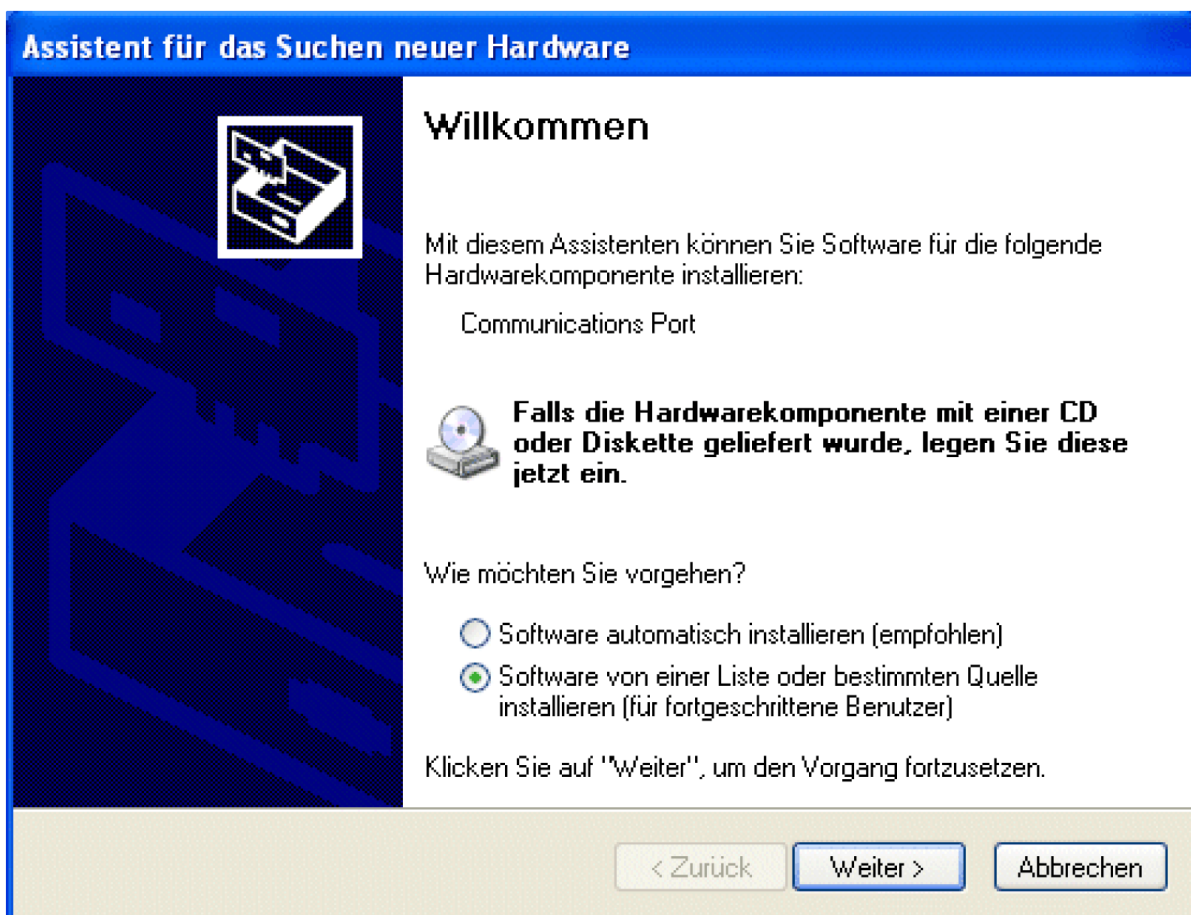 Assistent für das Suchen neuer Hardware
Willkommen
Mit diesem Assistenten können Sie Software für die folgende
Hardwarekomponente installieren:
Communications Port
Falls die Hardwarekomponente mit einer CD
oder Diskette geliefert wurde, legen Sie diese
jetzt ein.
Wie möchten Sie vorgehen?
Software automatisch installieren (empfohlen)
Software von einer Liste oder bestimmten Quelle
installieren (für fortgeschrittene Benutzer)
Klicken Sie auf "Weiter", um den Vorgang fortzusetzen.
< Zurück Weiter > Abbrechen